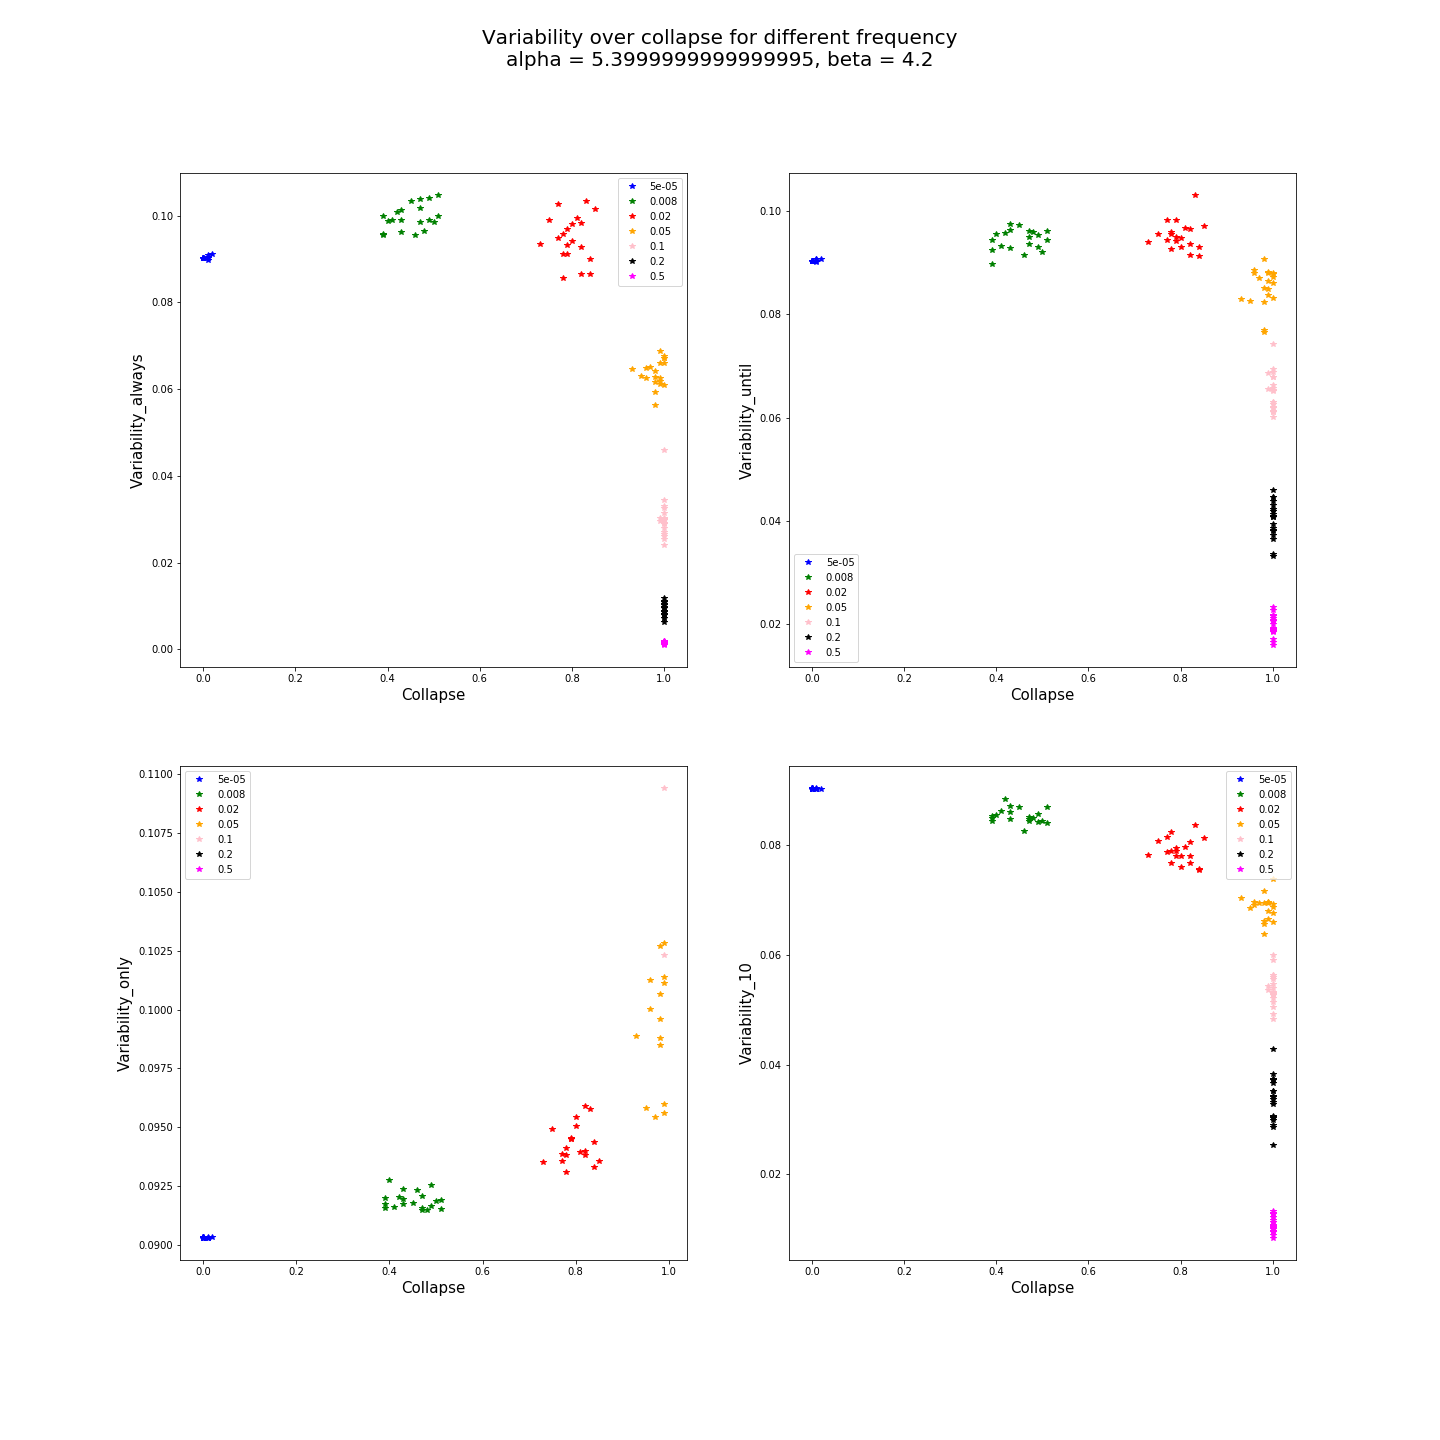 Variability over collapse for different frequency
alpha = 5.3999999999999995, beta = 4.2
5e-05
0.008
0.02
0.05
0.1
0.2
0.5
0.10
0.08
0.06
0.04
0.02
0.00
Variability_always
0.0 0.2 0.4 0.6 0.8 1.0
Collapse
0.10
0.08
0.06
0.04
0.02
Variability_until
5e-05
0.008
0.02
0.05
0.1
0.2
0.5
0.0 0.2 0.4 0.6 0.8 1.0
Collapse
5e-05
0.008
0.02
0.05
0.1
0.2
0.5
0.1100
0.1075
0.1050
0.1025
0.1000
0.0975
0.0950
0.0925
0.0900
Variability_only
0.0 0.2 0.4 0.6 0.8 1.0
Collapse
5e-05
0.008
0.02
0.05
0.1
0.2
0.5
0.08
0.06
0.04
0.02
Variability_10
0.0 0.2 0.4 0.6 0.8 1.0
Collapse